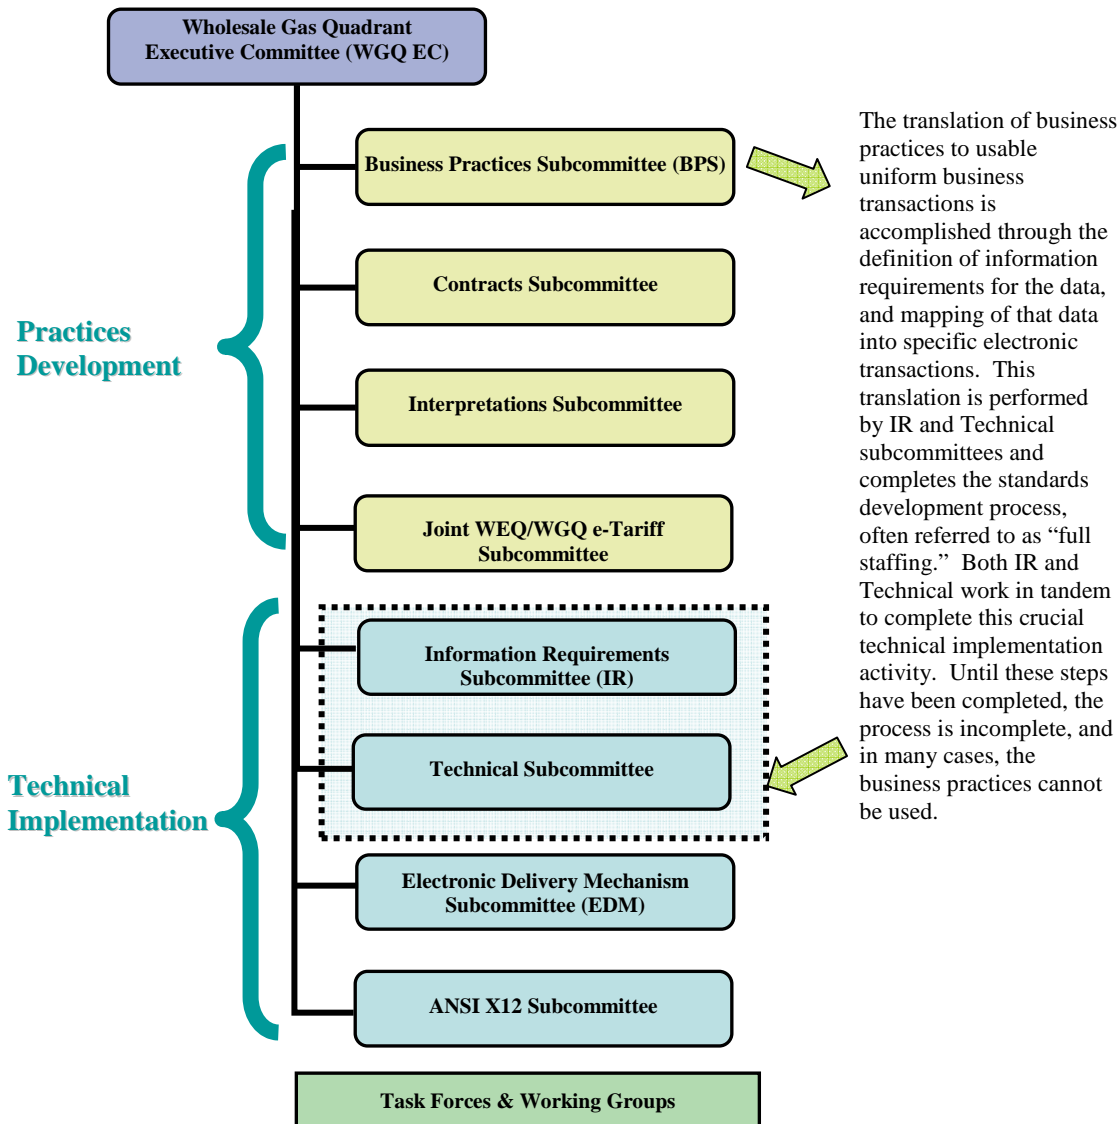 Wholesale Gas Quadrant
Executive Committee (WGQ EC)
Business Practices Subcommittee (BPS)
Contracts Subcommittee
Practices
Development
Interpretations Subcommittee
Joint WEQ/WGQ e-Tariff
Subcommittee
Information Requirements
Subcommittee (IR)
Technical Subcommittee
Technical
Implementation
Electronic Delivery Mechanism
Subcommittee (EDM)
ANSI X12 Subcommittee
Task Forces & Working Groups
The translation of business
practices to usable
uniform business
transactions is
accomplished through the
definition of information
requirements for the data,
and mapping of that data
into specific electronic
transactions.  This
translation is performed
by IR and Technical
subcommittees and
completes the standards
development process,
often referred to as “full
staffing.”  Both IR and
Technical work in tandem
to complete this crucial
technical implementation
activity.  Until these steps
have been completed, the
process is incomplete, and
in many cases, the
business practices cannot
be used.